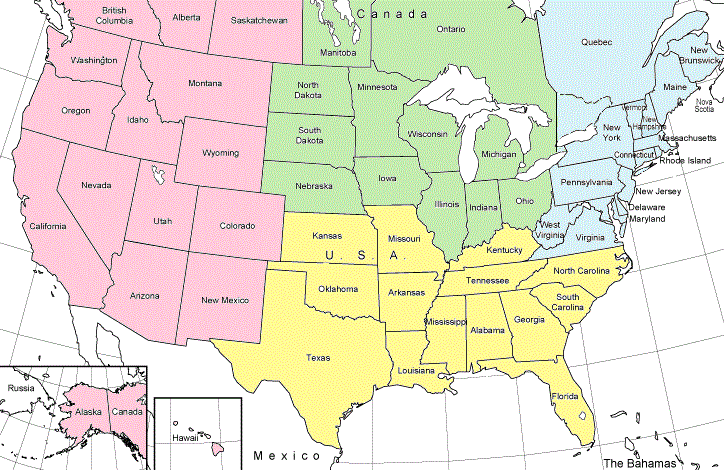 Canada
British
Columbia
Alberta
Saskatchewan
Manitoba
Ontario
Quebec
New
Brunswick
Nova
Scotia
Washington
Montana
North
Dakota
Minnesota
Maine
Vermont
New
Hampshire
Oregon
Idaho
South
Dakota
Wisconsin
Michigan
New
York
Massachusetts
Connecticut
Rhode Island
Wyoming
Nebraska
Iowa
Pennsylvania
New Jersey
Nevada
Utah
Colorado
Illinois
Indiana
Ohio
Delaware
Maryland
West
Virginia
Virginia
California
Kansas
Missouri
Kentucky
U. S. A.
North Carolina
Tennessee
Arizona
New Mexico
Oklahoma
Arkansas
South
Carolina
Mississippi
Alabama
Georgia
Texas
Louisiana
Florida
Russia
Alaska
Canada
Hawaii
Mexico
The Bahamas